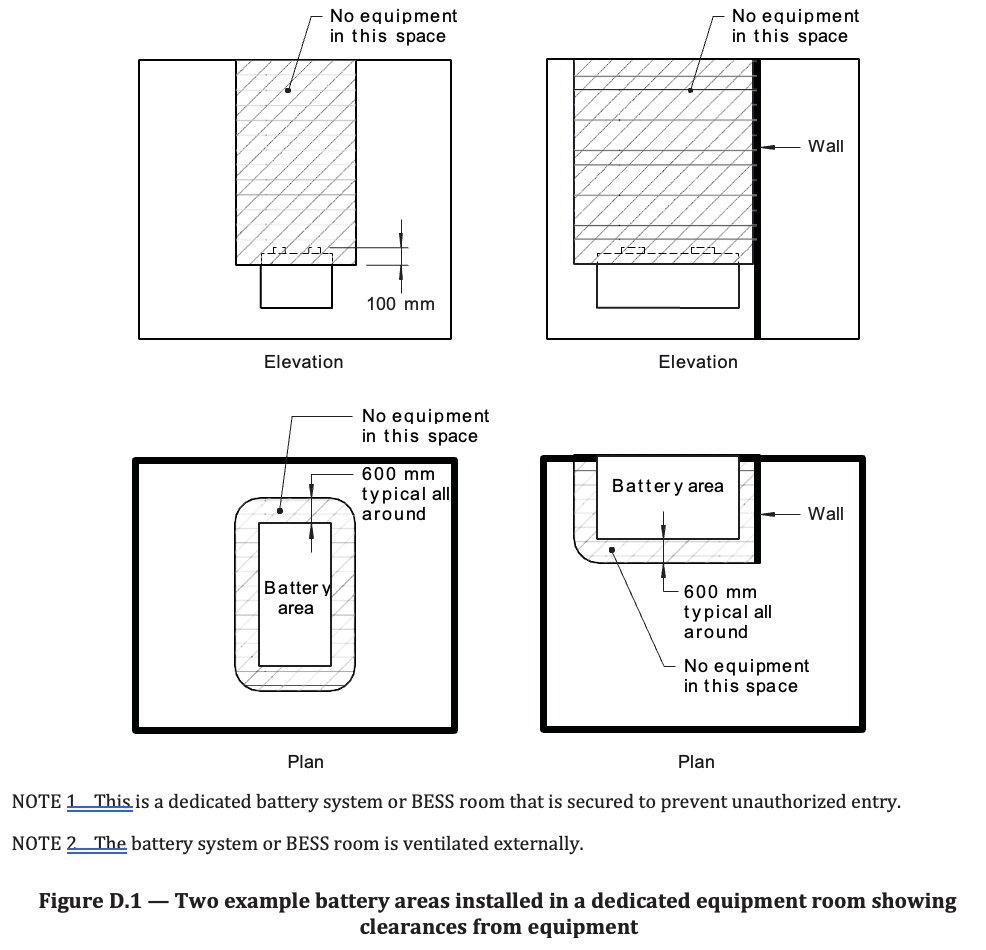 No equipment
in this space
No equipment
in this space
Wall
100 mm
Elevation
Elevation
No equipment
in this space
600 mm
typical all
around
Battery
area
Battery area
Wall
600 mm
typical all
around
No equipment
in this space
Plan
Plan
NOTE 1 This is a dedicated battery system or BESS room that is secured to prevent unauthorized entry.
NOTE 2 The battery system or BESS room is ventilated externally.
Figure D.1 — Two example battery areas installed in a dedicated equipment room showing
clearances from equipment